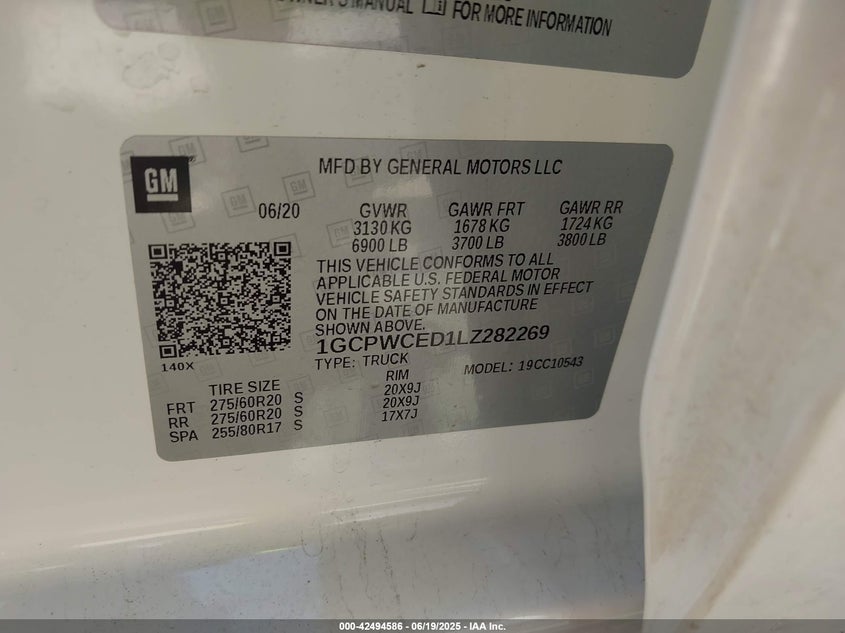 OWNER'S MANUAL FOR MORE INFORMATION
GM
MFD BY GENERAL MOTORS LLC
06/20 GVWR GAWR FRT GAWR RR
3130 KG 1678 KG 1724 KG
6900 LB 3700 LB 3800 LB
THIS VEHICLE CONFORMS TO ALL
APPLICABLE U.S. FEDERAL MOTOR
VEHICLE SAFETY STANDARDS IN EFFECT
ON THE DATE OF MANUFACTURE
SHOWN ABOVE.
1GCPWCED1LZ282269
140X TYPE: TRUCK MODEL: 19CC10543
TIRE SIZE RIM
FRT 275/60R20 S 20X9J
RR 275/60R20 S 20X9J
SPA 255/80R17 S 17X7J
000-42494586 - 06/19/2025 - IAA Inc.